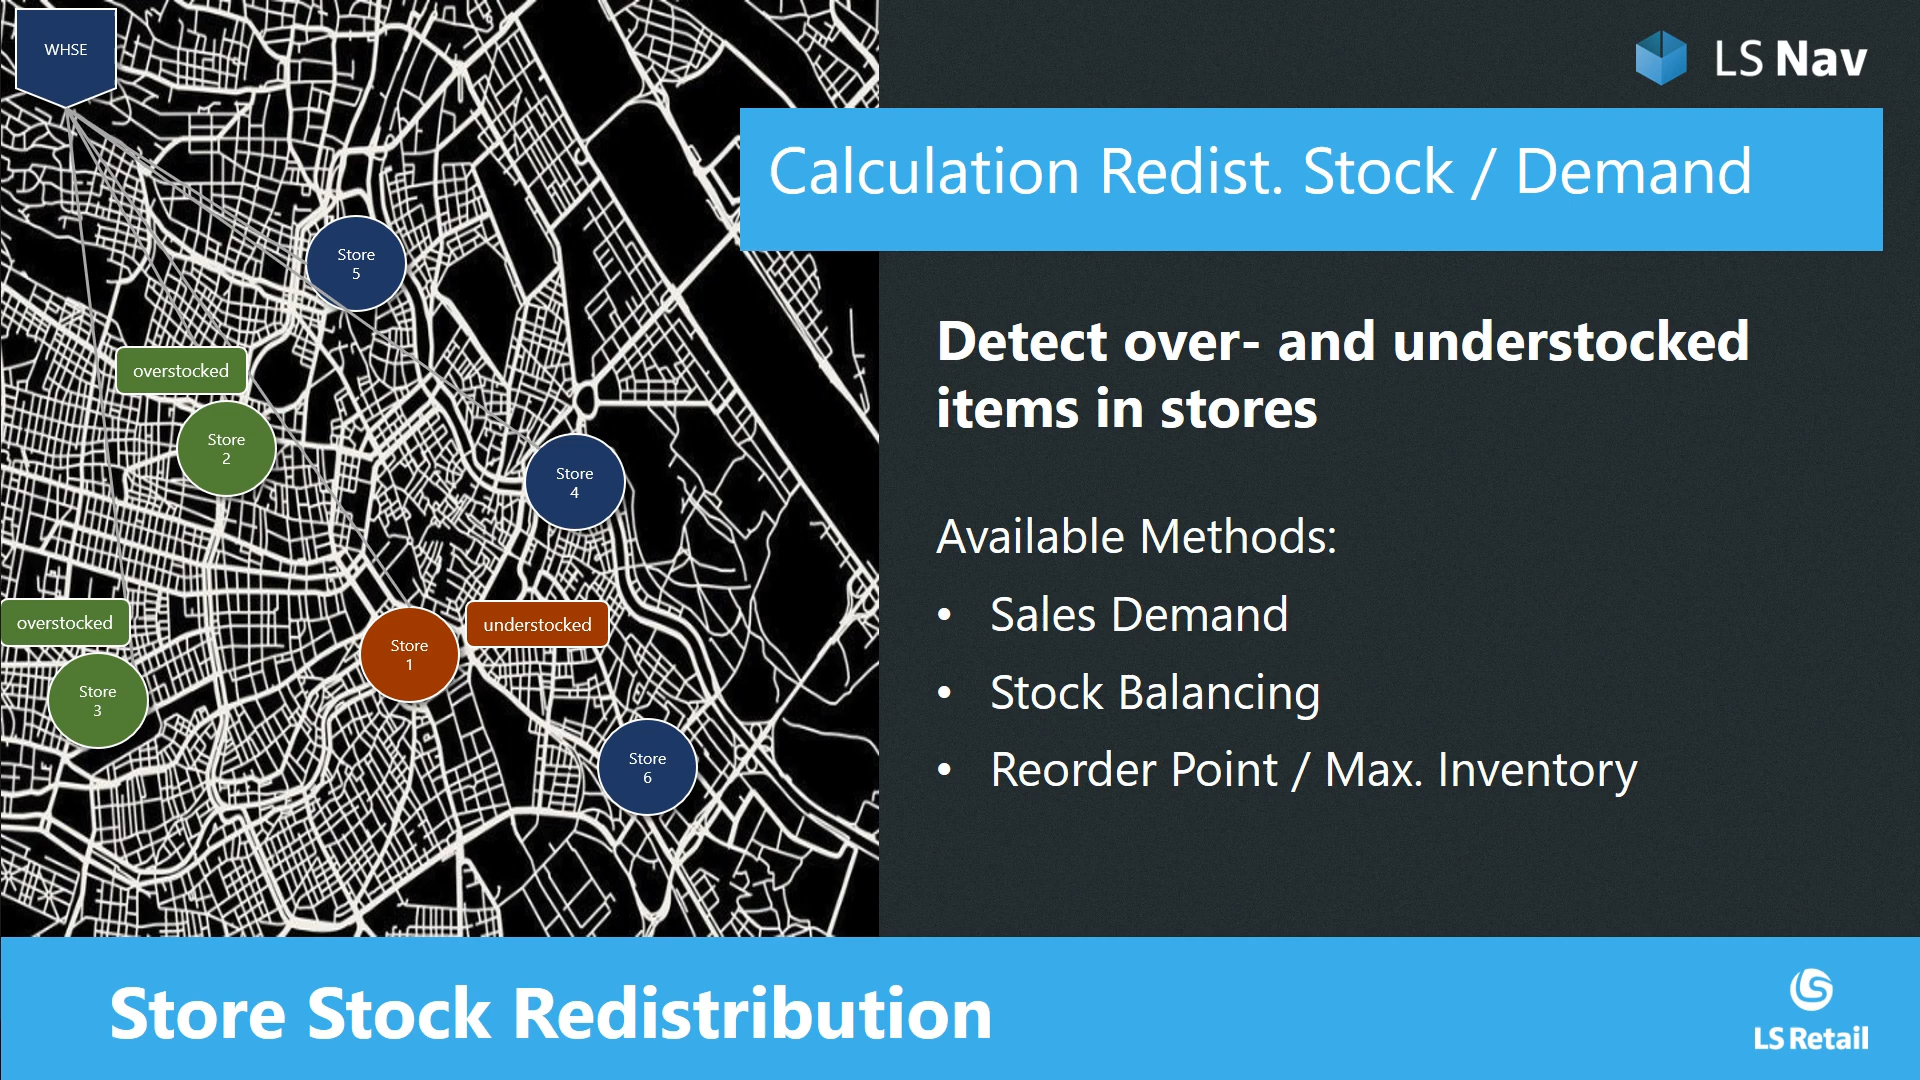 WHSE
LS Nav
Calculation Redist. Stock / Demand
Store
5
Detect over- and understocked
items in stores
overstocked
Store
2
Store
4
Available Methods:
• Sales Demand
• Stock Balancing
• Reorder Point / Max. Inventory
overstocked
understocked
Store
1
Store
3
Store
6
Store Stock Redistribution
LS Retail